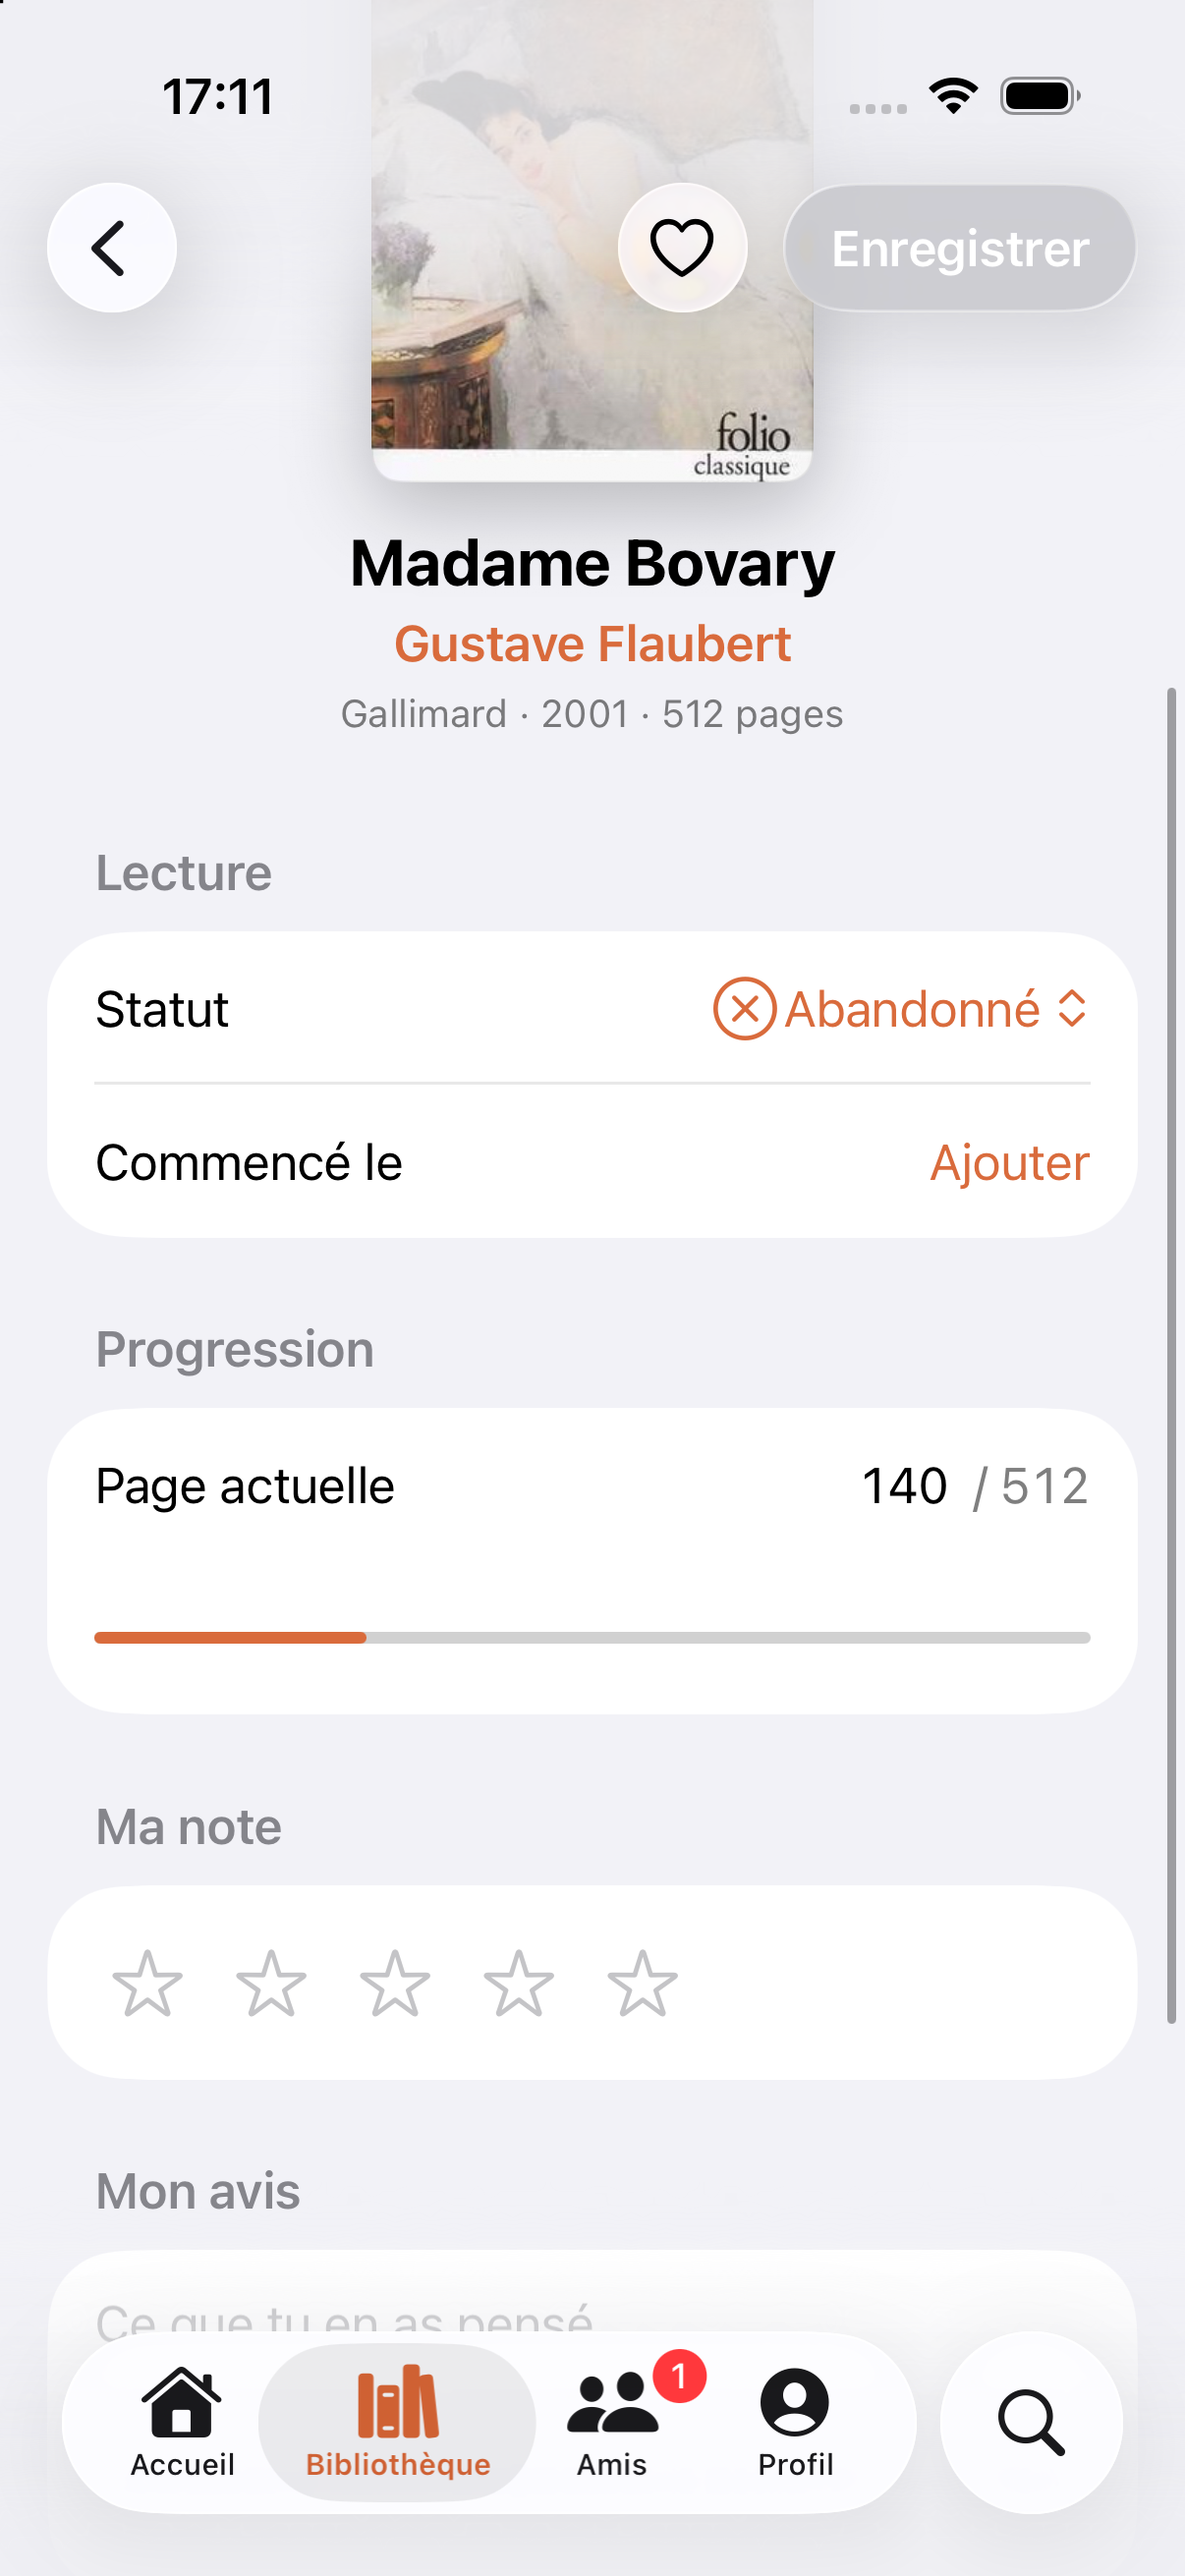 17:11
Enregistrer
folio
classique
Madame Bovary
Gustave Flaubert
Gallimard · 2001 · 512 pages
Lecture
Statut Abandonné
Commencé le Ajouter
Progression
Page actuelle 140 / 512
Ma note
Mon avis
Ce que tu en as pensé
1
Accueil Bibliothèque Amis Profil